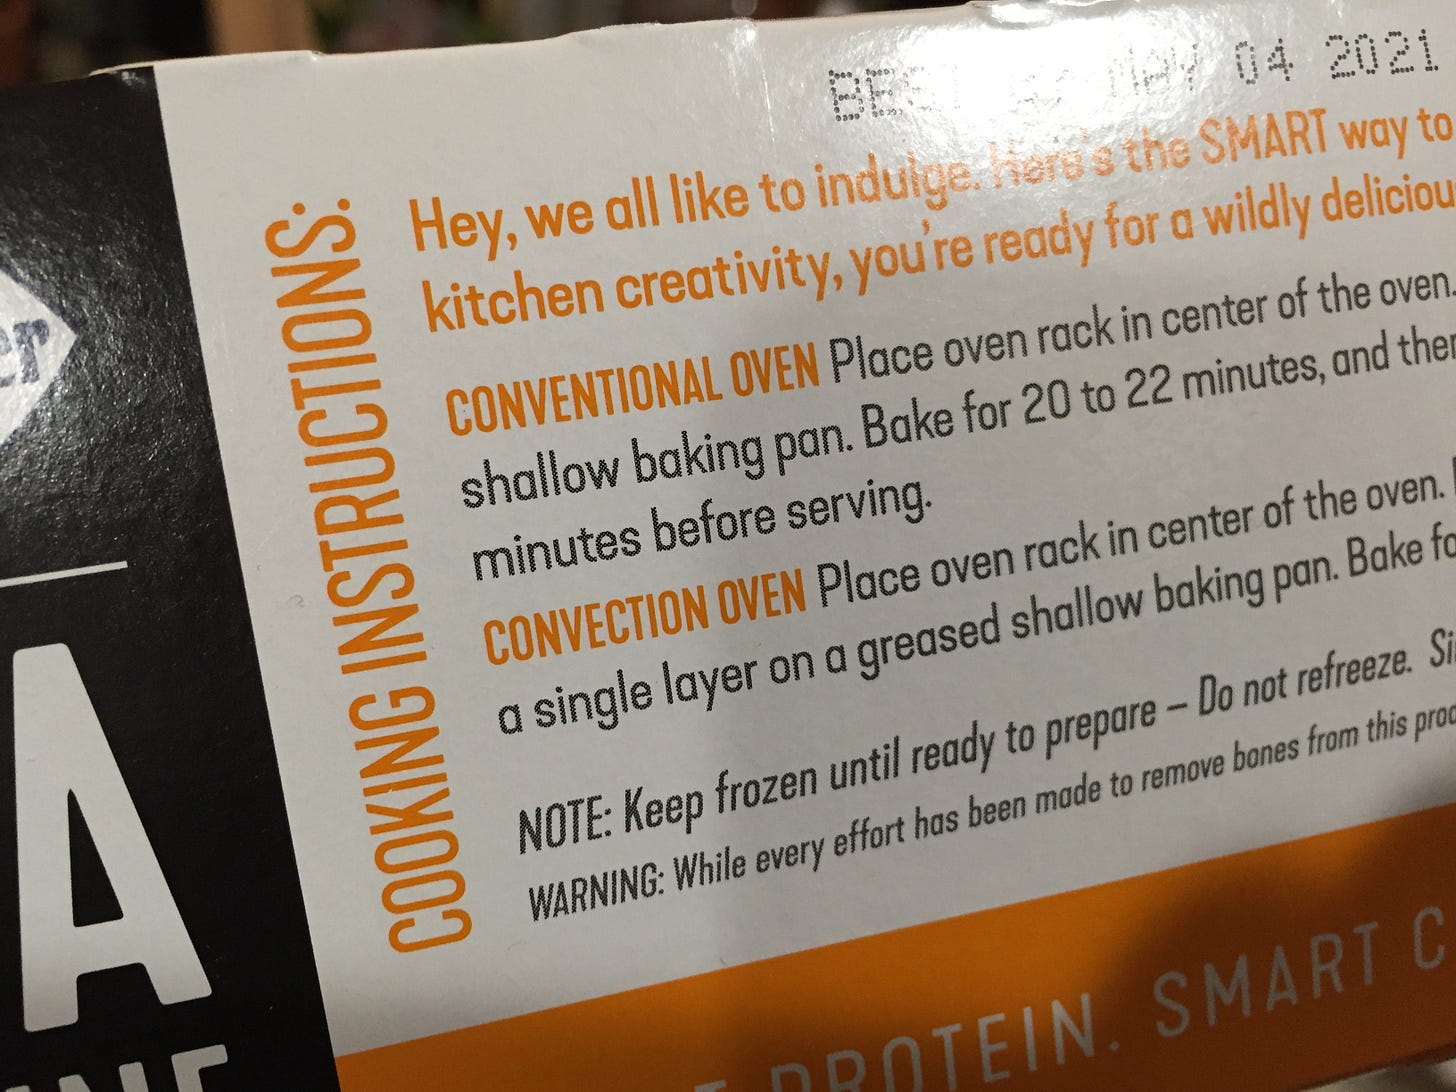 BEST MAY 04 2021
COOKING INSTRUCTIONS:
Hey, we all like to indulge. Here's the SMART way to
kitchen creativity, you're ready for a wildly deliciou
CONVENTIONAL OVEN Place oven rack in center of the oven.
shallow baking pan. Bake for 20 to 22 minutes, and then
minutes before serving.
CONVECTION OVEN Place oven rack in center of the oven.
a single layer on a greased shallow baking pan. Bake fo
NOTE: Keep frozen until ready to prepare – Do not refreeze. Si
WARNING: While every effort has been made to remove bones from this prod
PROTEIN. SMART C
er
A